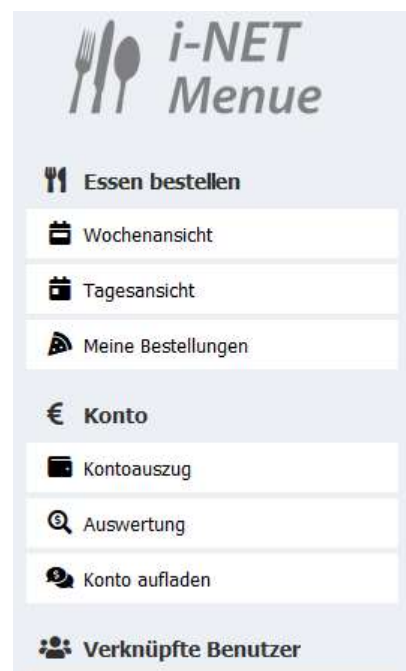 i-NET
Menue
Essen bestellen
Wochenansicht
Tagesansicht
Meine Bestellungen
€ Konto
Kontoauszug
Auswertung
Konto aufladen
Verknüpfte Benutzer